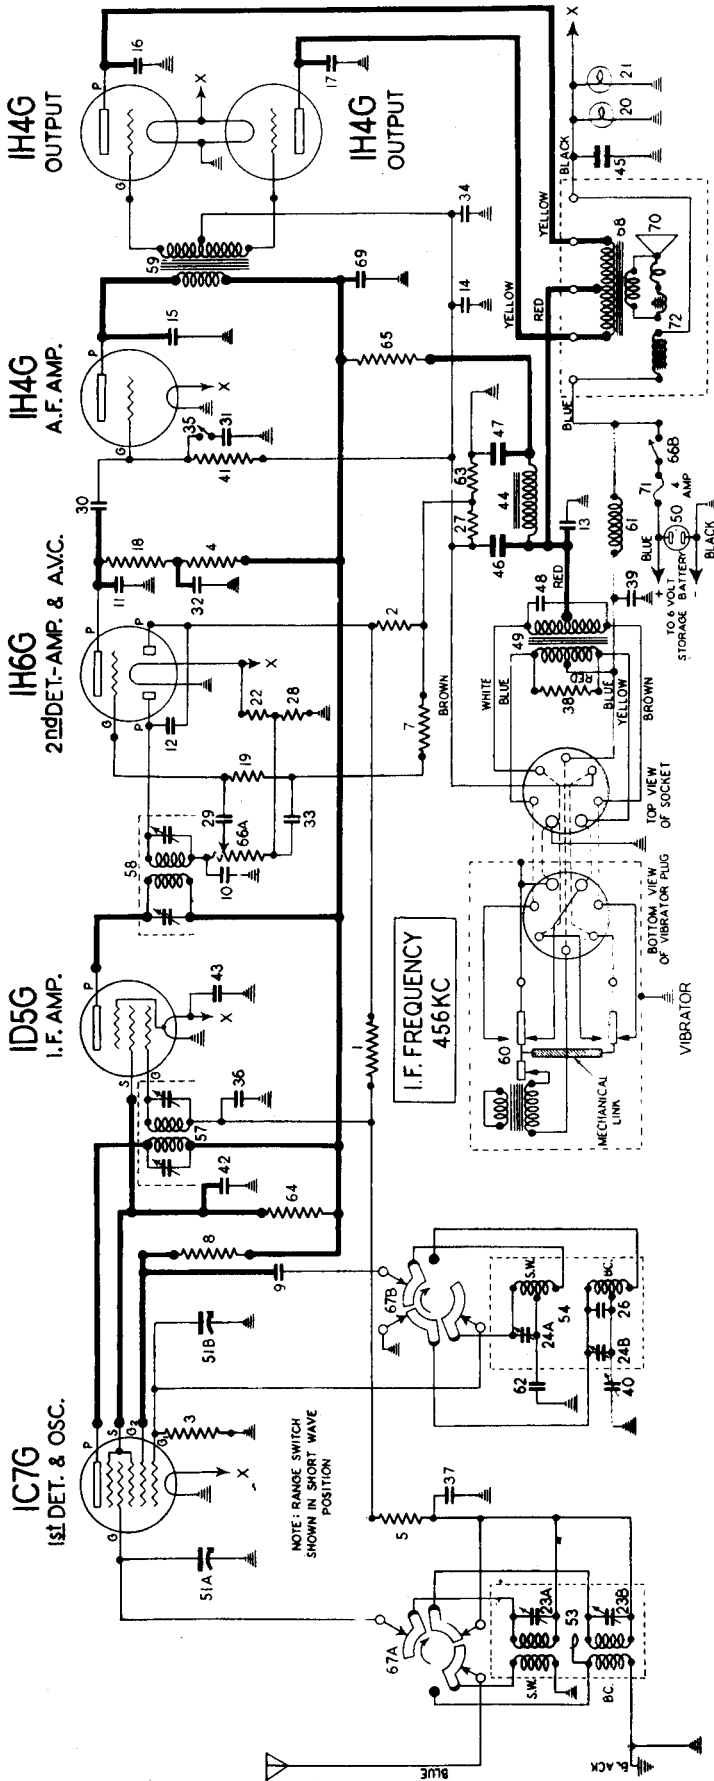 1C7G
1st DET. & OSC.
1D5G
I.F. AMP.
1H6G
2nd DET.-AMP. & A.V.C.
1H4G
A.F. AMP.
1H4G
OUTPUT
1H4G
OUTPUT
P
S
G2
G1
G
X
51A
3
51B
8
9
42
64
57
36
P
S
G
X
43
1
58
10
66A
29
33
19
12
G
P
P
P
22
28
X
11
18
32
4
30
2
7
G
P
X
35
31
41
15
59
69
65
14
34
G
P
16
17
X
NOTE: RANGE SWITCH
SHOWN IN SHORT WAVE
POSITION
5
37
67A
67B
S.W.
BC.
23A
53
23B
S.W.
54
BC.
24A
62
24B
26
40
BLUE
BLACK
I.F. FREQUENCY
456KC
60
MECHANICAL
LINK
VIBRATOR
BOTTOM VIEW
OF VIBRATOR PLUG
TOP VIEW
OF SOCKET
WHITE
BLUE
RED
BLUE
YELLOW
BROWN
BROWN
49
38
48
RED
13
46
27
63
47
44
39
61
TO 6 VOLT
STORAGE BATTERY
+
-
BLUE
BLACK
50
71
4
AMP
66B
BLUE
YELLOW
RED
YELLOW
BLACK
68
70
72
45
20
21
X